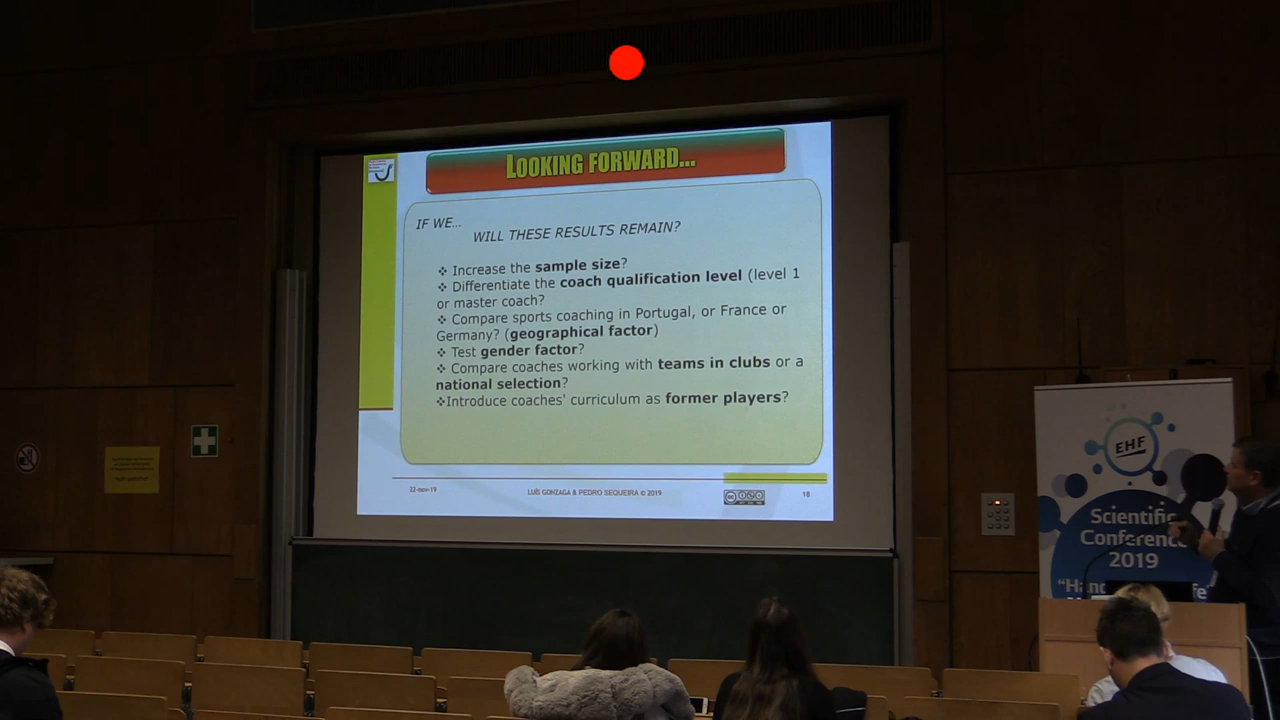 LOOKING FORWARD...
IF WE...
WILL THESE RESULTS REMAIN?
❖ Increase the sample size?
❖ Differentiate the coach qualification level (level 1
or master coach?
❖ Compare sports coaching in Portugal, or France or
Germany? (geographical factor)
❖ Test gender factor?
❖ Compare coaches working with teams in clubs or a
national selection?
❖Introduce coaches' curriculum as former players?
22-nov-19
LUÍS GONZAGA & PEDRO SEQUEIRA © 2019
18
EHF
Scientific
Conference
2019